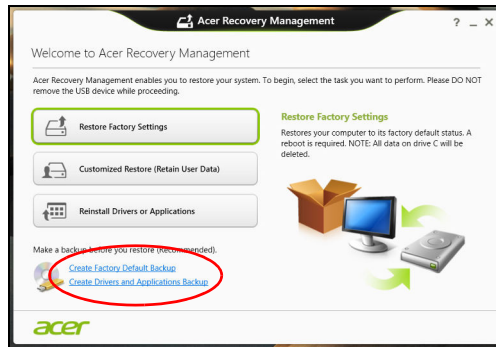 Acer Recovery Management
? _ X
Welcome to Acer Recovery Management
Acer Recovery Management enables you to restore your system. To begin, select the task you want to perform. Please DO NOT
remove the USB device while proceeding.
Restore Factory Settings
Customized Restore (Retain User Data)
Reinstall Drivers or Applications
Restore Factory Settings
Restores your computer to its factory default status. A
reboot is required. NOTE: All data on drive C will be
deleted.
Make a backup before you restore (Recommended).
Create Factory Default Backup
Create Drivers and Applications Backup
acer